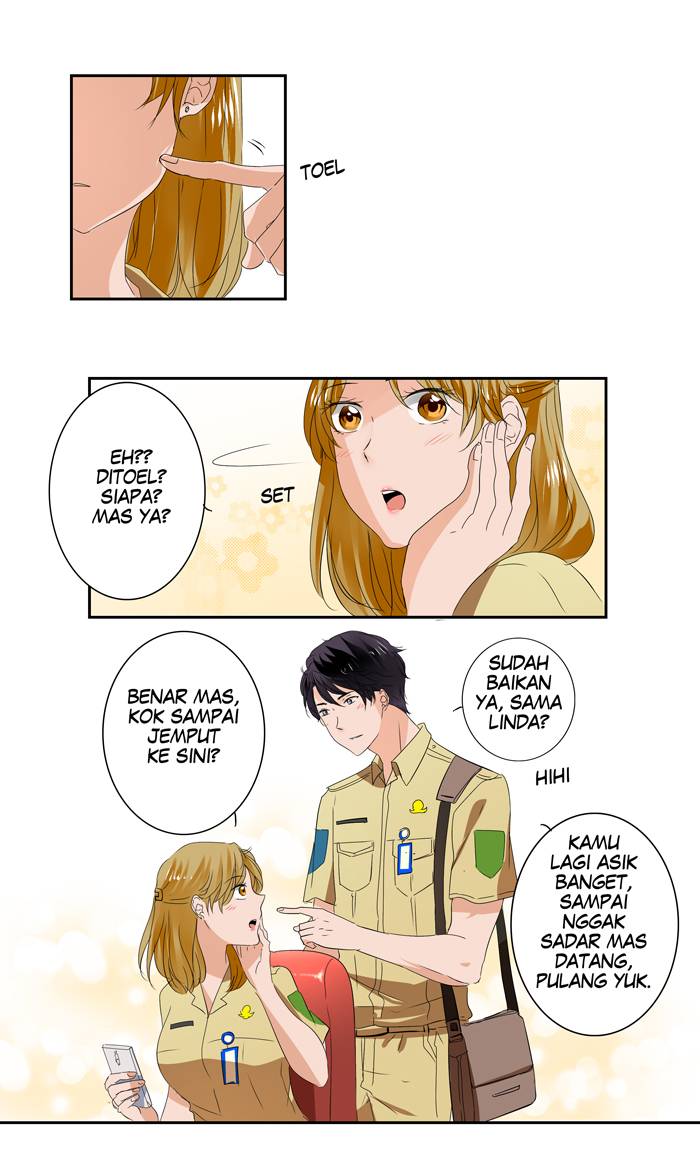 TOEL
EH??
DITOEL?
SIAPA?
MAS YA?
SET
BENAR MAS,
KOK SAMPAI
JEMPUT
KE SINI?
SUDAH
BAIKAN
YA, SAMA
LINDA?
HIHI
KAMU
LAGI ASIK
BANGET,
SAMPAI
NGGAK
SADAR MAS
DATANG,
PULANG YUK.